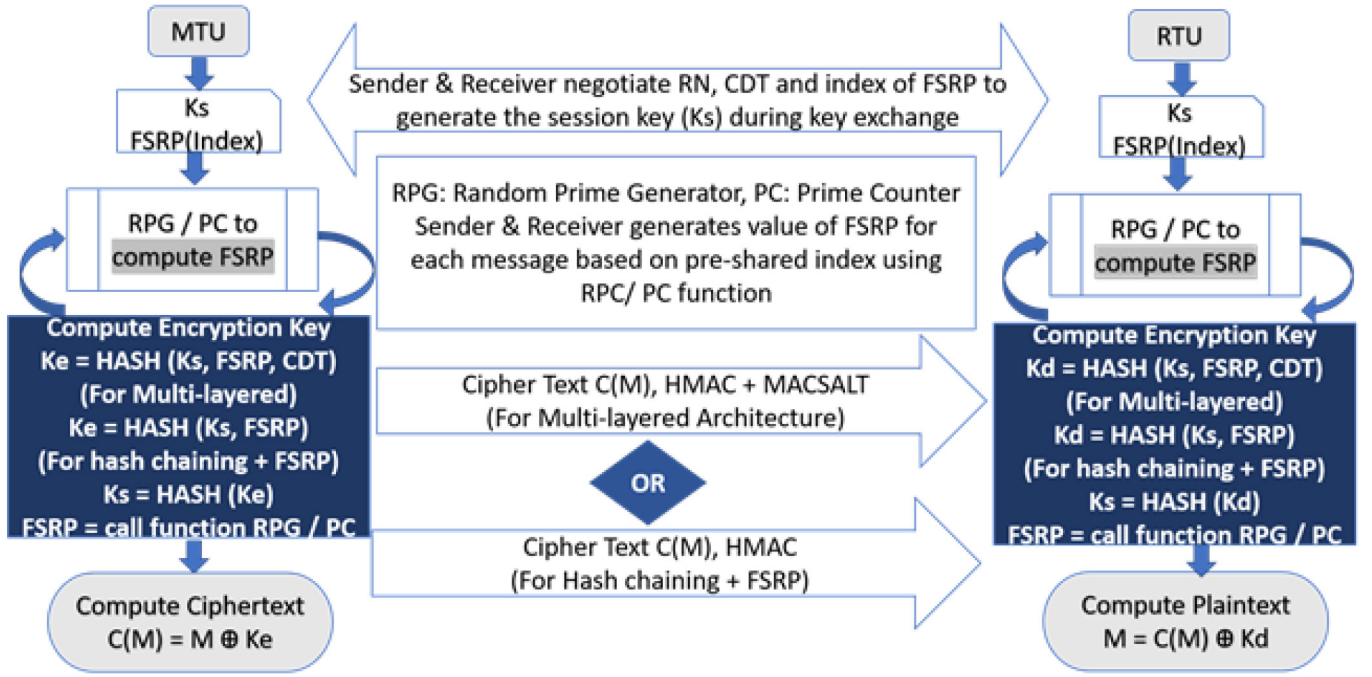 MTU
Ks
FSRP(Index)
RPG / PC to
compute FSRP
Compute Encryption Key
Ke = HASH (Ks, FSRP, CDT)
(For Multi-layered)
Ke = HASH (Ks, FSRP)
(For hash chaining + FSRP)
Ks = HASH (Ke)
FSRP = call function RPG / PC
Compute Ciphertext
C(M) = M ⊕ Ke
Sender & Receiver negotiate RN, CDT and index of FSRP to
generate the session key (Ks) during key exchange
RPG: Random Prime Generator, PC: Prime Counter
Sender & Receiver generates value of FSRP for
each message based on pre-shared index using
RPC/ PC function
Cipher Text C(M), HMAC + MACSALT
(For Multi-layered Architecture)
OR
Cipher Text C(M), HMAC
(For Hash chaining + FSRP)
RTU
Ks
FSRP(Index)
RPG / PC to
compute FSRP
Compute Encryption Key
Kd = HASH (Ks, FSRP, CDT)
(For Multi-layered)
Kd = HASH (Ks, FSRP)
(For hash chaining + FSRP)
Ks = HASH (Kd)
FSRP = call function RPG / PC
Compute Plaintext
M = C(M) ⊕ Kd